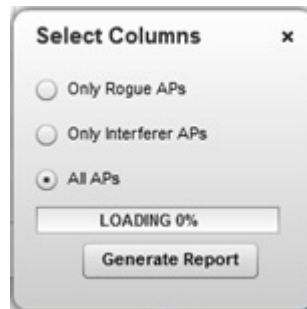 Select Columns ×
Only Rogue APs
Only Interferer APs
All APs
LOADING 0%
Generate Report